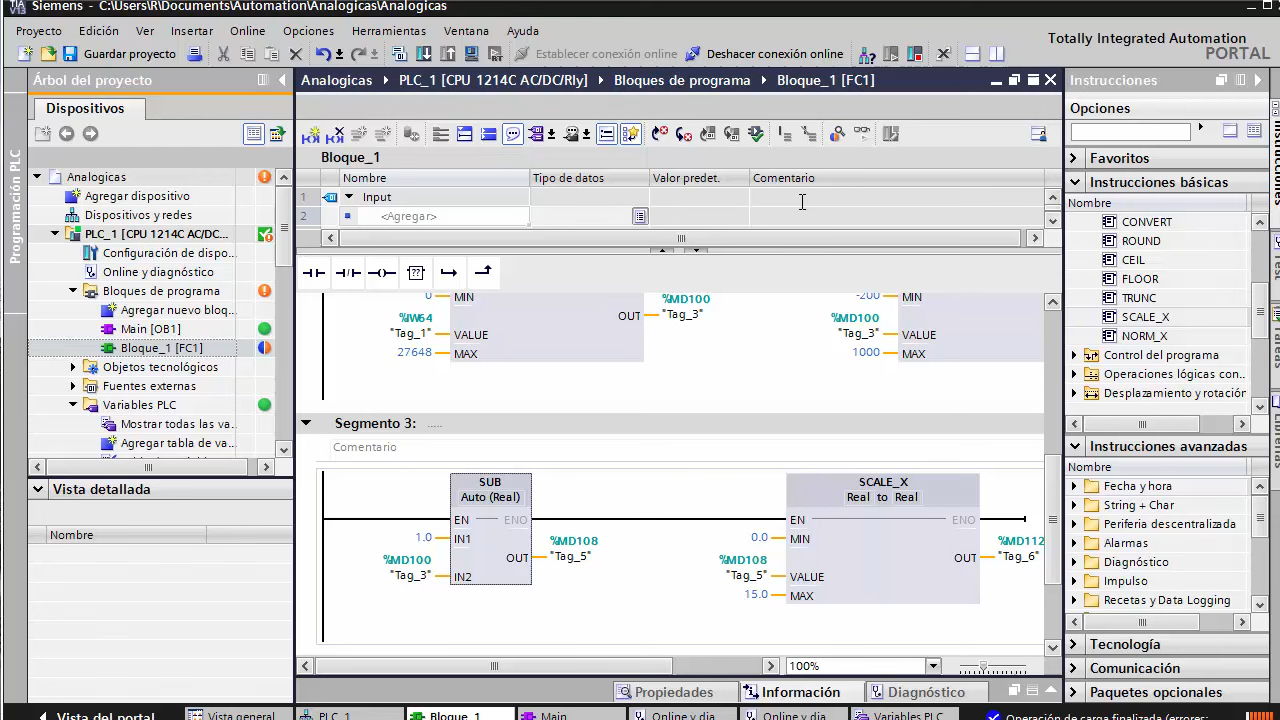 Siemens - C:\Users\R\Documents\Automation\Analogicas\Analogicas
Proyecto Edición Ver Insertar Online Opciones Herramientas Ventana Ayuda
Totally Integrated Automation
PORTAL
Guardar proyecto
Establecer conexión online
Deshacer conexión online
Árbol del proyecto
Dispositivos
Programación PLC
Analogicas
Agregar dispositivo
Dispositivos y redes
PLC_1 [CPU 1214C AC/DC...
Configuración de dispo...
Online y diagnóstico
Bloques de programa
Agregar nuevo bloq...
Main [OB1]
Bloque_1 [FC1]
Objetos tecnológicos
Fuentes externas
Variables PLC
Mostrar todas las va...
Agregar tabla de va...
Vista detallada
Nombre
Analogicas PLC_1 [CPU 1214C AC/DC/Rly] Bloques de programa Bloque_1 [FC1]
Bloque_1
Nombre Tipo de datos Valor predet. Comentario
1 Input
2 <Agregar>
0 MIN
%IW64
"Tag_1" VALUE
27648 MAX
OUT
%MD100
"Tag_3"
-200 MIN
%MD100
"Tag_3" VALUE
1000 MAX
Segmento 3: .....
Comentario
SUB
Auto (Real)
EN ENO
1.0 IN1
%MD100
"Tag_3" IN2
OUT
%MD108
"Tag_5"
SCALE_X
Real to Real
EN ENO
0.0 MIN
%MD108
"Tag_5" VALUE
15.0 MAX
OUT
%MD112
"Tag_6"
100%
Propiedades Información Diagnóstico
Instrucciones
Opciones
Favoritos
Instrucciones básicas
Nombre
CONVERT
ROUND
CEIL
FLOOR
TRUNC
SCALE_X
NORM_X
Control del programa
Operaciones lógicas con...
Desplazamiento y rotación
Instrucciones avanzadas
Nombre
Fecha y hora
String + Char
Periferia descentralizada
Alarmas
Diagnóstico
Impulso
Recetas y Data Logging
Tecnología
Comunicación
Paquetes opcionales
Vista del portal Vista general PLC_1 Bloque_1 Main Online y dia... Online y dia... Variables PLC Operación de carga finalizada (errores: